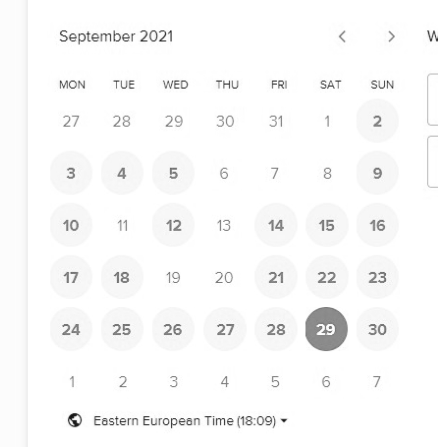 September 2021
W
MON TUE WED THU FRI SAT SUN
27 28 29 30 31 1 2
3 4 5 6 7 8 9
10 11 12 13 14 15 16
17 18 19 20 21 22 23
24 25 26 27 28 29 30
1 2 3 4 5 6 7
Eastern European Time (18:09)